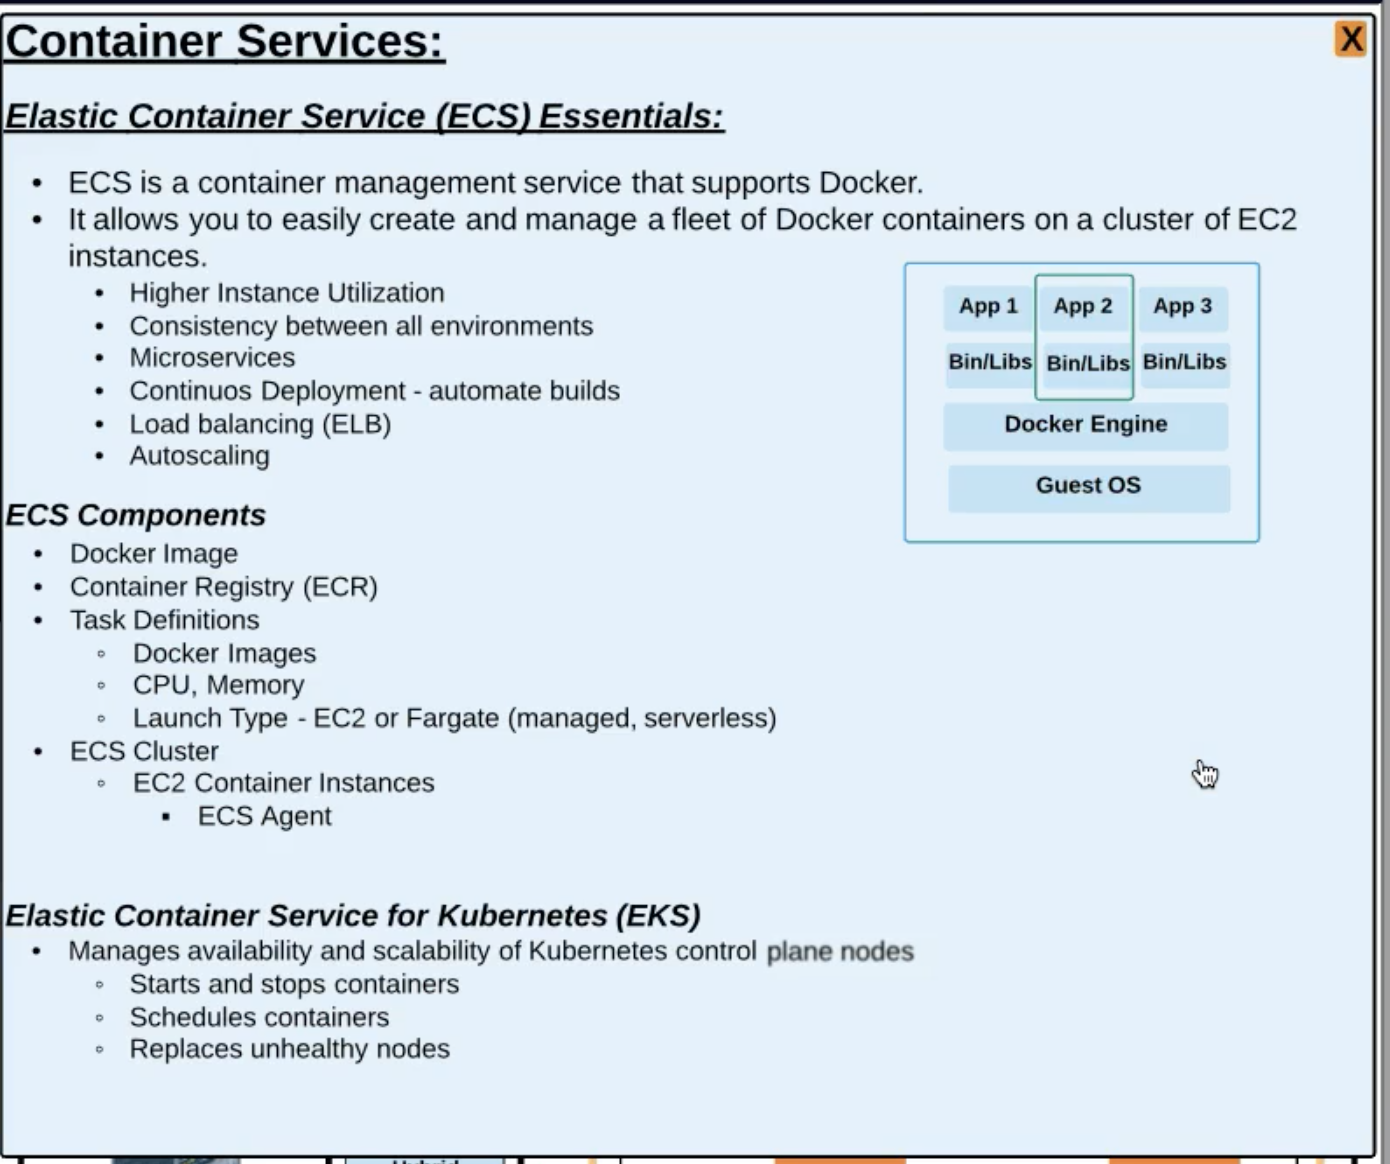 Container Services:
X
Elastic Container Service (ECS) Essentials:
• ECS is a container management service that supports Docker.
• It allows you to easily create and manage a fleet of Docker containers on a cluster of EC2
instances.
• Higher Instance Utilization
• Consistency between all environments
• Microservices
• Continuos Deployment - automate builds
• Load balancing (ELB)
• Autoscaling
App 1 App 2 App 3
Bin/Libs Bin/Libs Bin/Libs
Docker Engine
Guest OS
ECS Components
• Docker Image
• Container Registry (ECR)
• Task Definitions
◦ Docker Images
◦ CPU, Memory
◦ Launch Type - EC2 or Fargate (managed, serverless)
• ECS Cluster
◦ EC2 Container Instances
▪ ECS Agent
Elastic Container Service for Kubernetes (EKS)
• Manages availability and scalability of Kubernetes control plane nodes
◦ Starts and stops containers
◦ Schedules containers
◦ Replaces unhealthy nodes